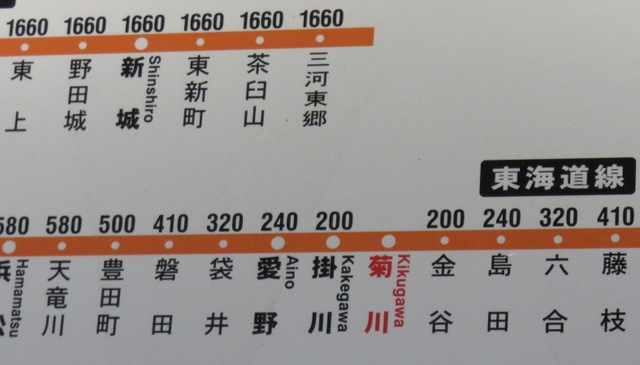 1660 1660 1660 1660 1660 1660
東上 野田城 新城 Shinshiro 東新町 茶臼山 三河東郷
東海道線
580 580 500 410 320 240 200 200 240 320 410
浜松 Hamamatsu 天竜川 豊田町 磐田 袋井 愛野 Aino 掛川 Kakegawa 菊川 Kikugawa 金谷 島田 六合 藤枝